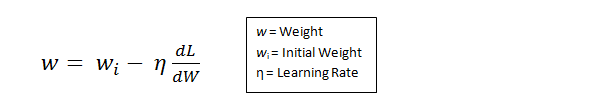 w = wᵢ − η dL/dW
w = Weight
wᵢ = Initial Weight
η = Learning Rate